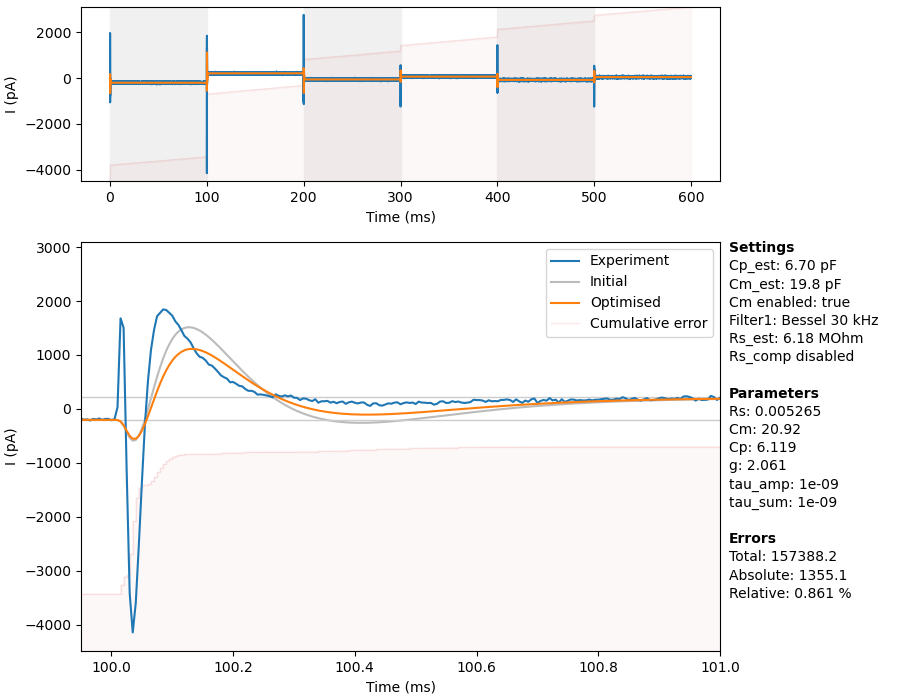 2000
0
−2000
−4000
I (pA)
0
100
200
300
400
500
600
Time (ms)
3000
2000
1000
0
−1000
−2000
−3000
−4000
I (pA)
100.0
100.2
100.4
100.6
100.8
101.0
Time (ms)
Experiment
Initial
Optimised
Cumulative error
Settings
Cp_est: 6.70 pF
Cm_est: 19.8 pF
Cm enabled: true
Filter1: Bessel 30 kHz
Rs_est: 6.18 MOhm
Rs_comp disabled
Parameters
Rs: 0.005265
Cm: 20.92
Cp: 6.119
g: 2.061
tau_amp: 1e-09
tau_sum: 1e-09
Errors
Total: 157388.2
Absolute: 1355.1
Relative: 0.861 %